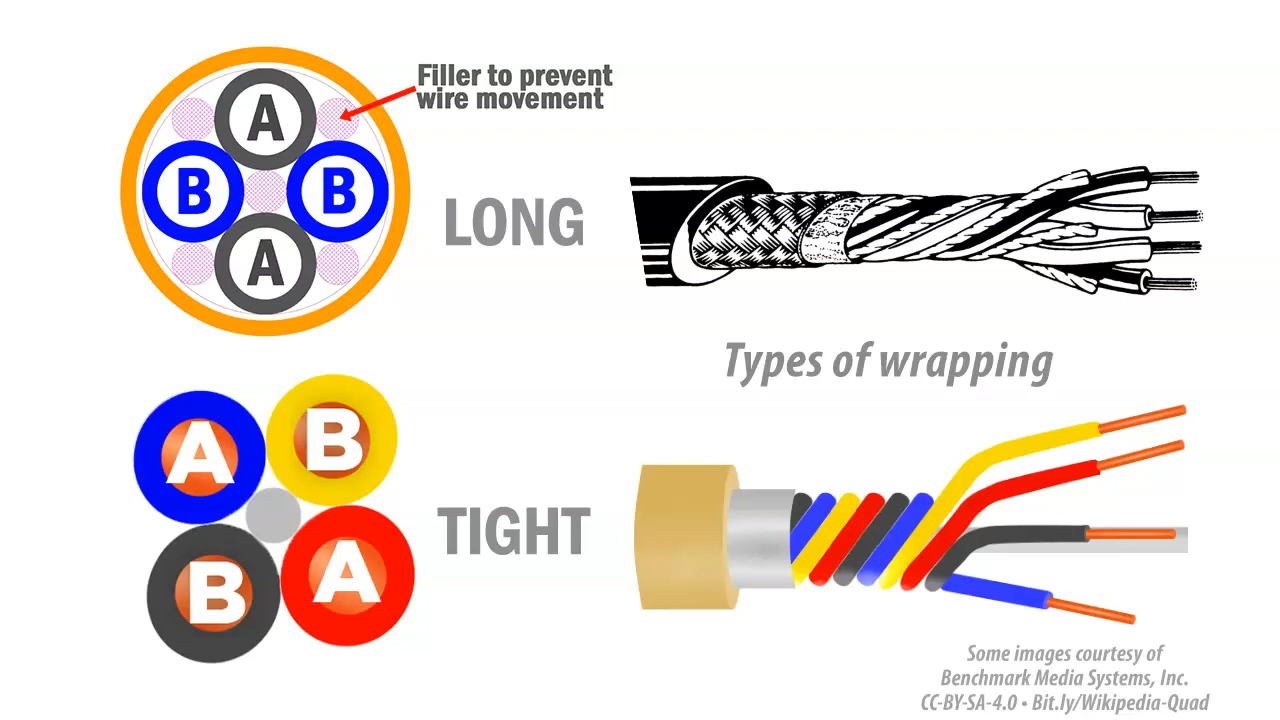 Filler to prevent
wire movement
A
B
B
A
LONG
Types of wrapping
A
B
B
A
TIGHT
Some images courtesy of
Benchmark Media Systems, Inc.
CC-BY-SA-4.0 • Bit.ly/Wikipedia-Quad